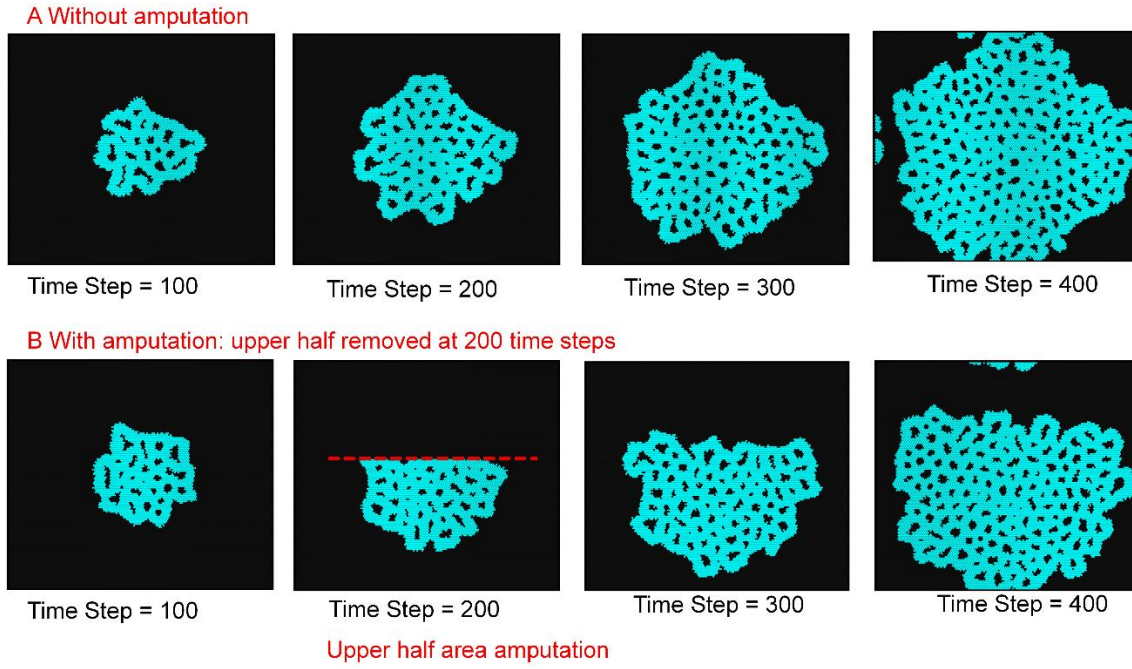 A Without amputation
Time Step = 100
Time Step = 200
Time Step = 300
Time Step = 400
B With amputation: upper half removed at 200 time steps
Time Step = 100
Time Step = 200
Time Step = 300
Time Step = 400
Upper half area amputation